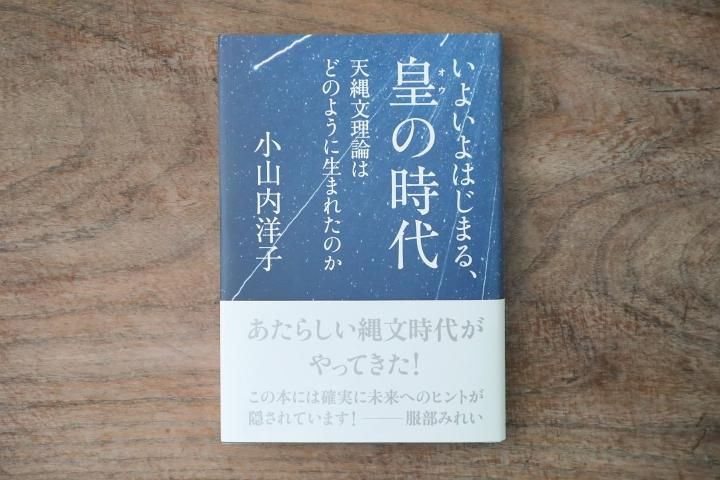 いよいよはじまる、
皇の時代
オウ
天縄文理論は
どのように生まれたのか
小山内洋子
あたらしい縄文時代が
やってきた!
この本には確実に未来へのヒントが
隠されています!——服部みれい